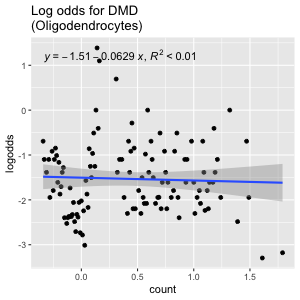 Log odds for DMD
(Oligodendrocytes)
y = −1.51−0.0629 x, R² < 0.01
logodds
1
0
-1
-2
-3
0.0 0.5 1.0 1.5
count